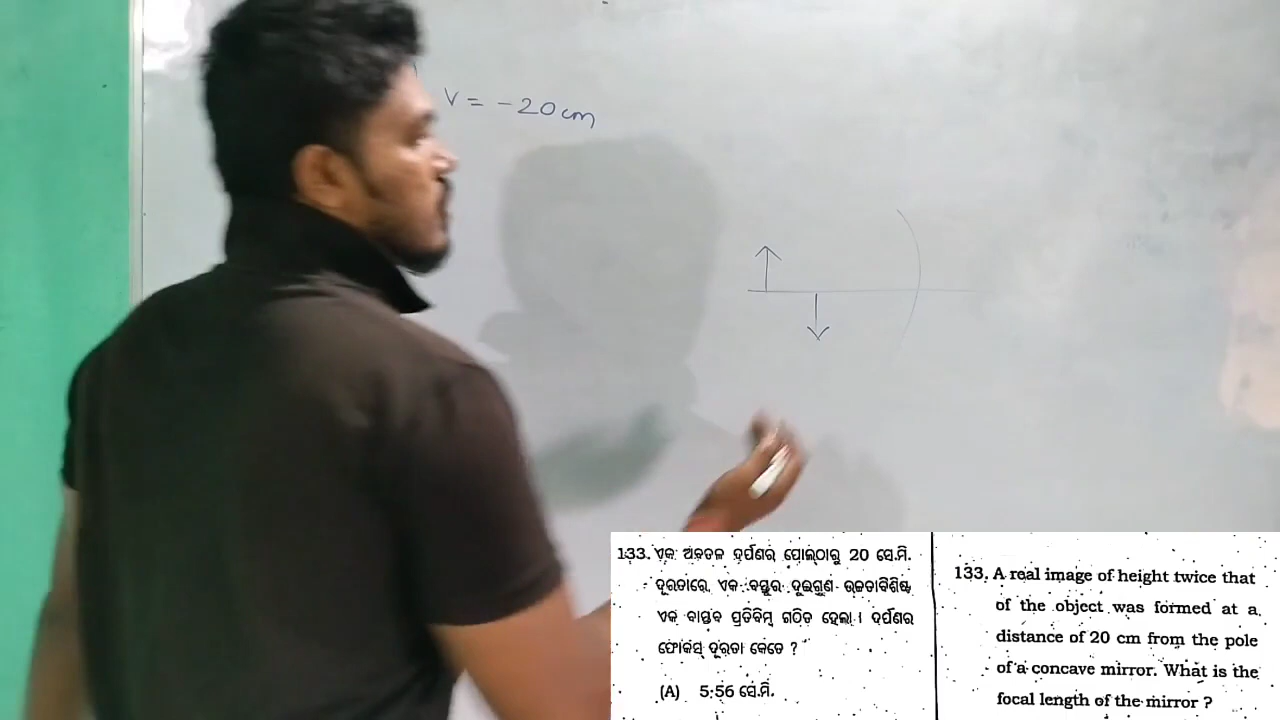 v = -20 cm
133. ଏକ ଅବତଳ ଦର୍ପଣର ପୋଲ୍‌ଠାରୁ 20 ସେ.ମି.
ଦୂରତାରେ ଏକ ବସ୍ତୁର ଦୁଇଗୁଣ ଉଚ୍ଚତାବିଶିଷ୍ଟ
ଏକ ବାସ୍ତବ ପ୍ରତିବିମ୍ବ ଗଠିତ ହେଲା । ଦର୍ପଣର
ଫୋକସ୍ ଦୂରତା କେତେ ?
(A) 5.56 ସେ.ମି.
133. A real image of height twice that
of the object was formed at a
distance of 20 cm from the pole
of a concave mirror. What is the
focal length of the mirror ?